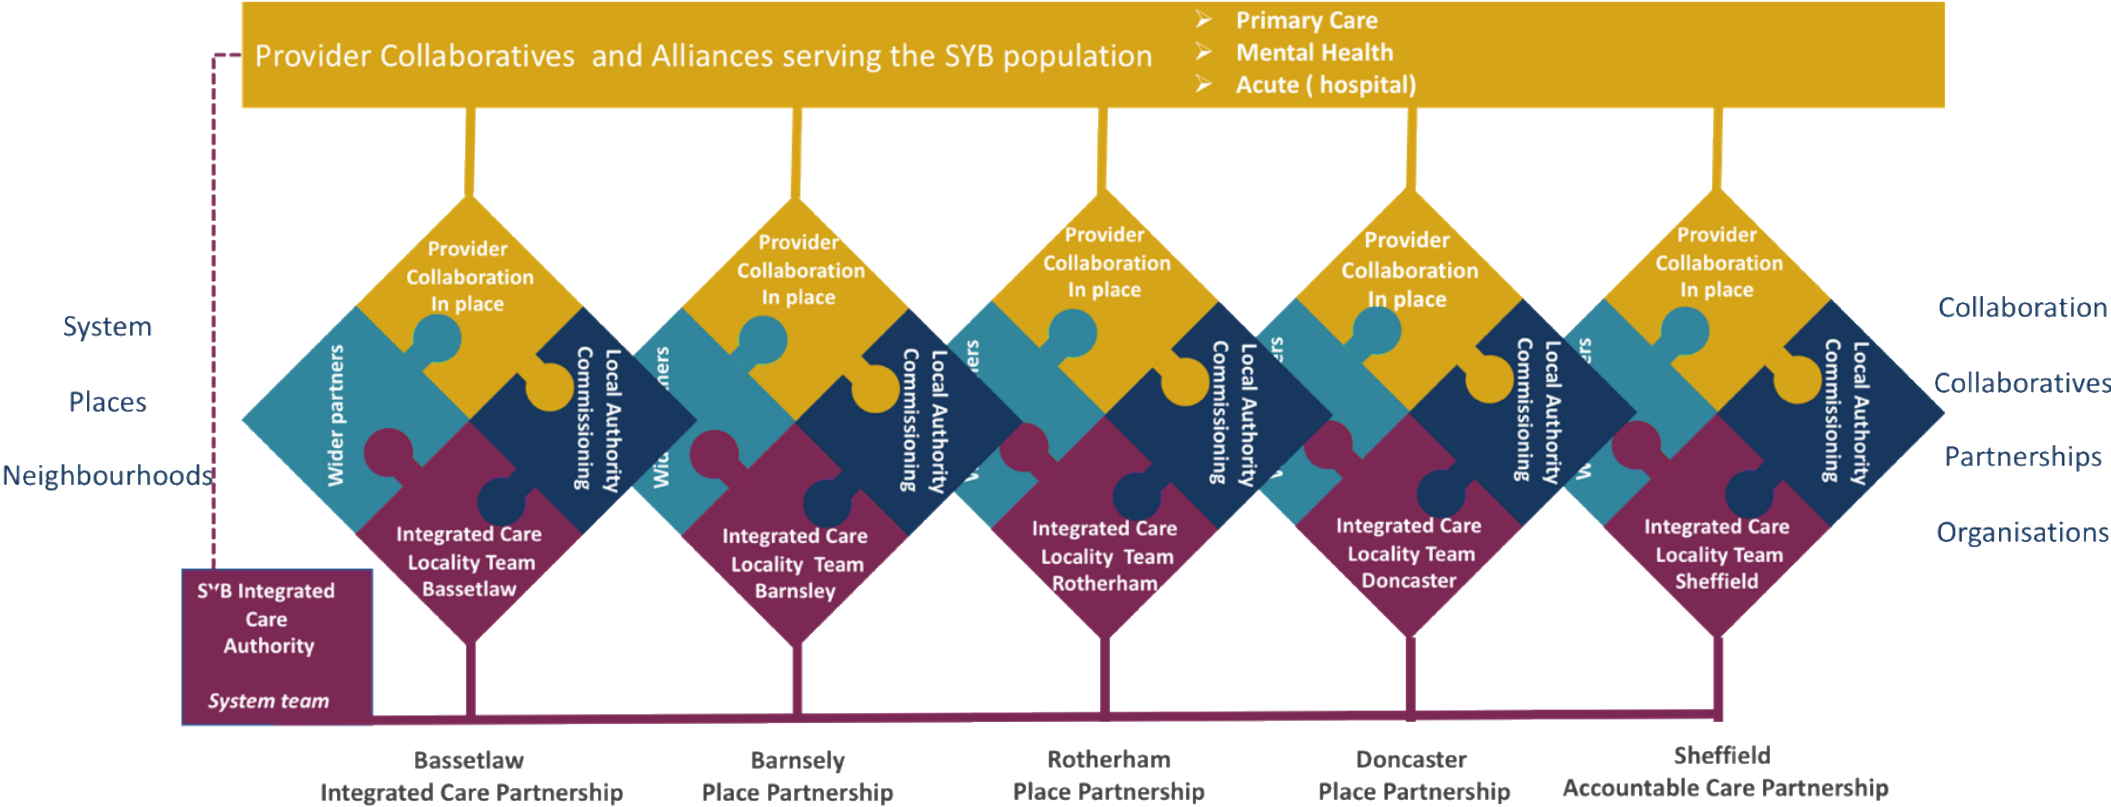 Provider Collaboratives and Alliances serving the SYB population
Primary Care
Mental Health
Acute ( hospital)
System
Places
Neighbourhoods
Provider
Collaboration
In place
Wider partners
Local Authority
Commissioning
Integrated Care
Locality Team
Bassetlaw
Provider
Collaboration
In place
Local Authority
Commissioning
Integrated Care
Locality Team
Barnsley
Provider
Collaboration
In place
Local Authority
Commissioning
Integrated Care
Locality Team
Rotherham
Provider
Collaboration
In place
Local Authority
Commissioning
Integrated Care
Locality Team
Doncaster
Provider
Collaboration
In place
Local Authority
Commissioning
Integrated Care
Locality Team
Sheffield
Collaboration
Collaboratives
Partnerships
Organisations
SYB Integrated
Care
Authority
System team
Bassetlaw
Integrated Care Partnership
Barnsely
Place Partnership
Rotherham
Place Partnership
Doncaster
Place Partnership
Sheffield
Accountable Care Partnership